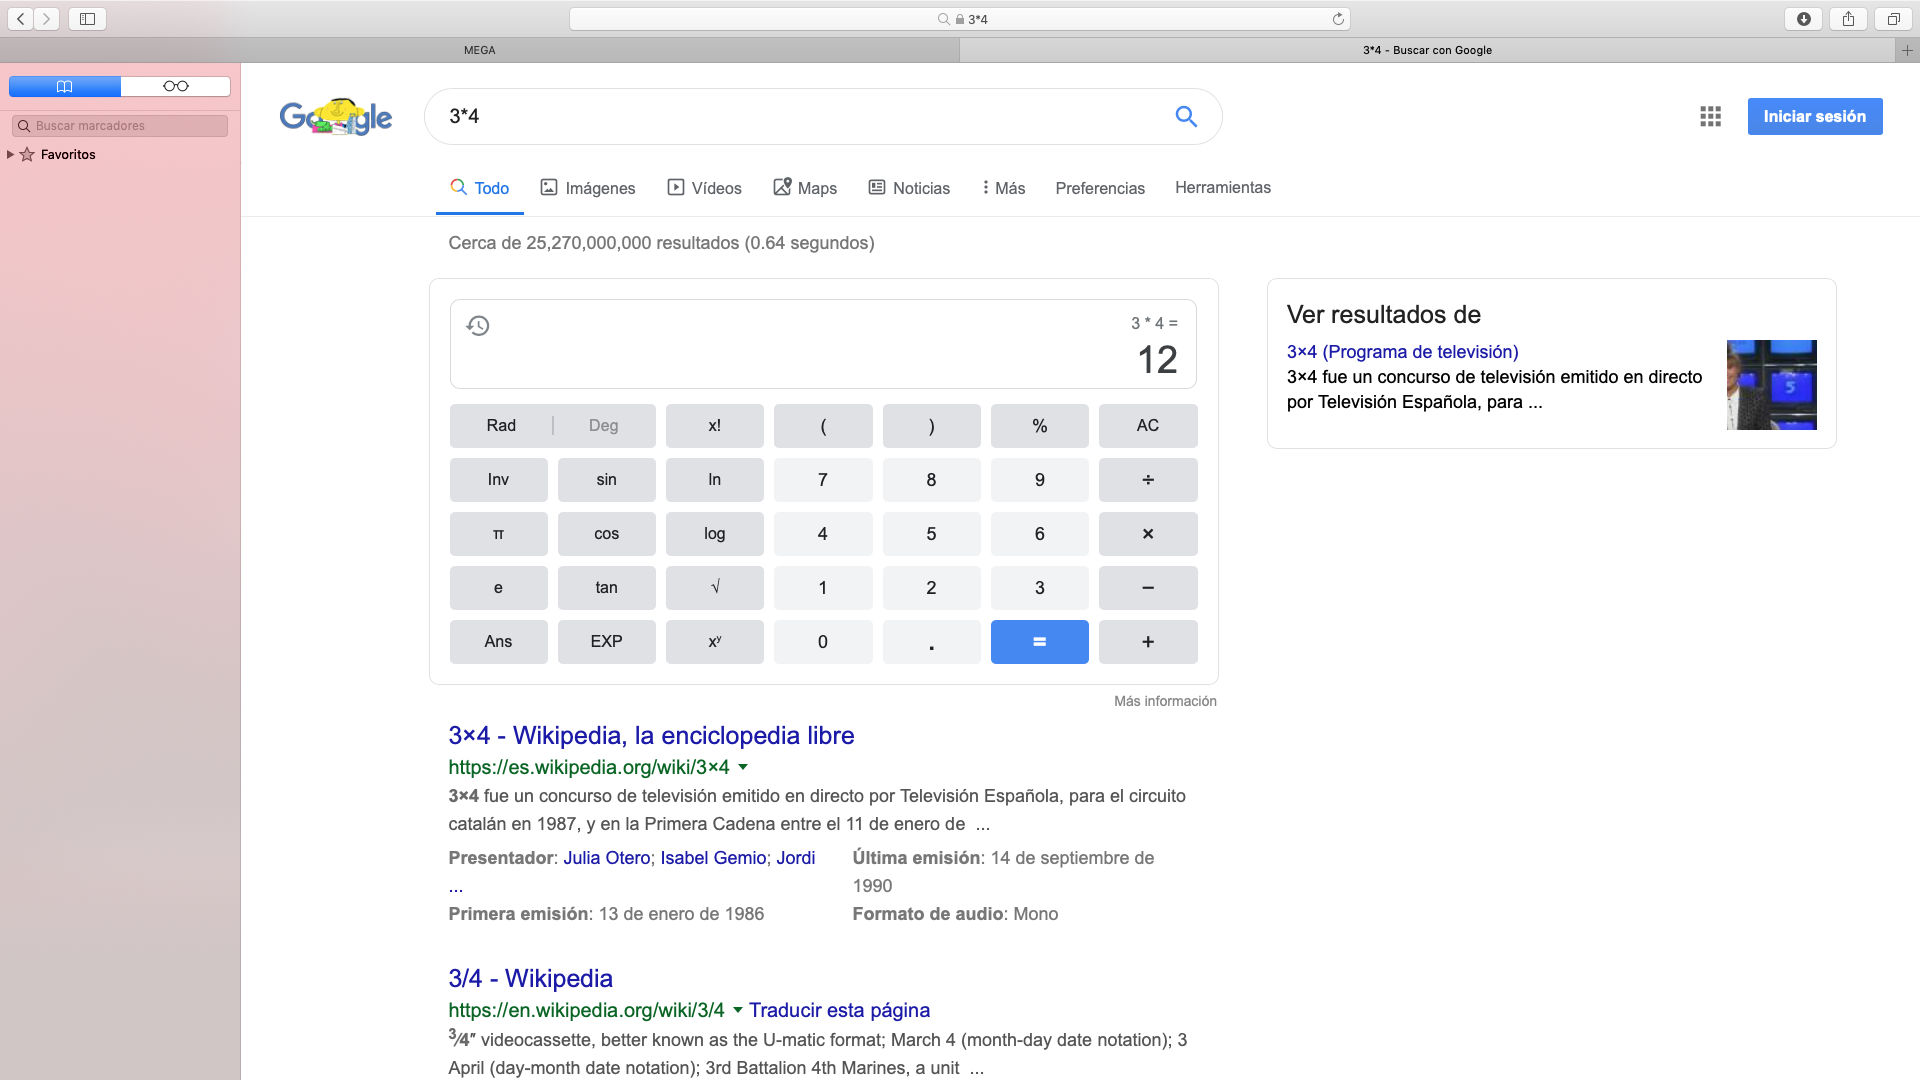 3*4
MEGA
3*4 - Buscar con Google
Buscar marcadores
Favoritos
Google
3*4
Iniciar sesión
Todo Imágenes Vídeos Maps Noticias Más Preferencias Herramientas
Cerca de 25,270,000,000 resultados (0.64 segundos)
3 * 4 =
12
Rad Deg x! ( ) % AC
Inv sin ln 7 8 9 ÷
π cos log 4 5 6 ×
e tan √ 1 2 3 −
Ans EXP xʸ 0 . = +
Más información
Ver resultados de
3×4 (Programa de televisión)
3×4 fue un concurso de televisión emitido en directo
por Televisión Española, para ...
5
3×4 - Wikipedia, la enciclopedia libre
https://es.wikipedia.org/wiki/3×4
3×4 fue un concurso de televisión emitido en directo por Televisión Española, para el circuito
catalán en 1987, y en la Primera Cadena entre el 11 de enero de ...
Presentador: Julia Otero; Isabel Gemio; Jordi
...
Última emisión: 14 de septiembre de
1990
Primera emisión: 13 de enero de 1986
Formato de audio: Mono
3/4 - Wikipedia
https://en.wikipedia.org/wiki/3/4 Traducir esta página
3⁄4″ videocassette, better known as the U-matic format; March 4 (month-day date notation); 3
April (day-month date notation); 3rd Battalion 4th Marines, a unit ...